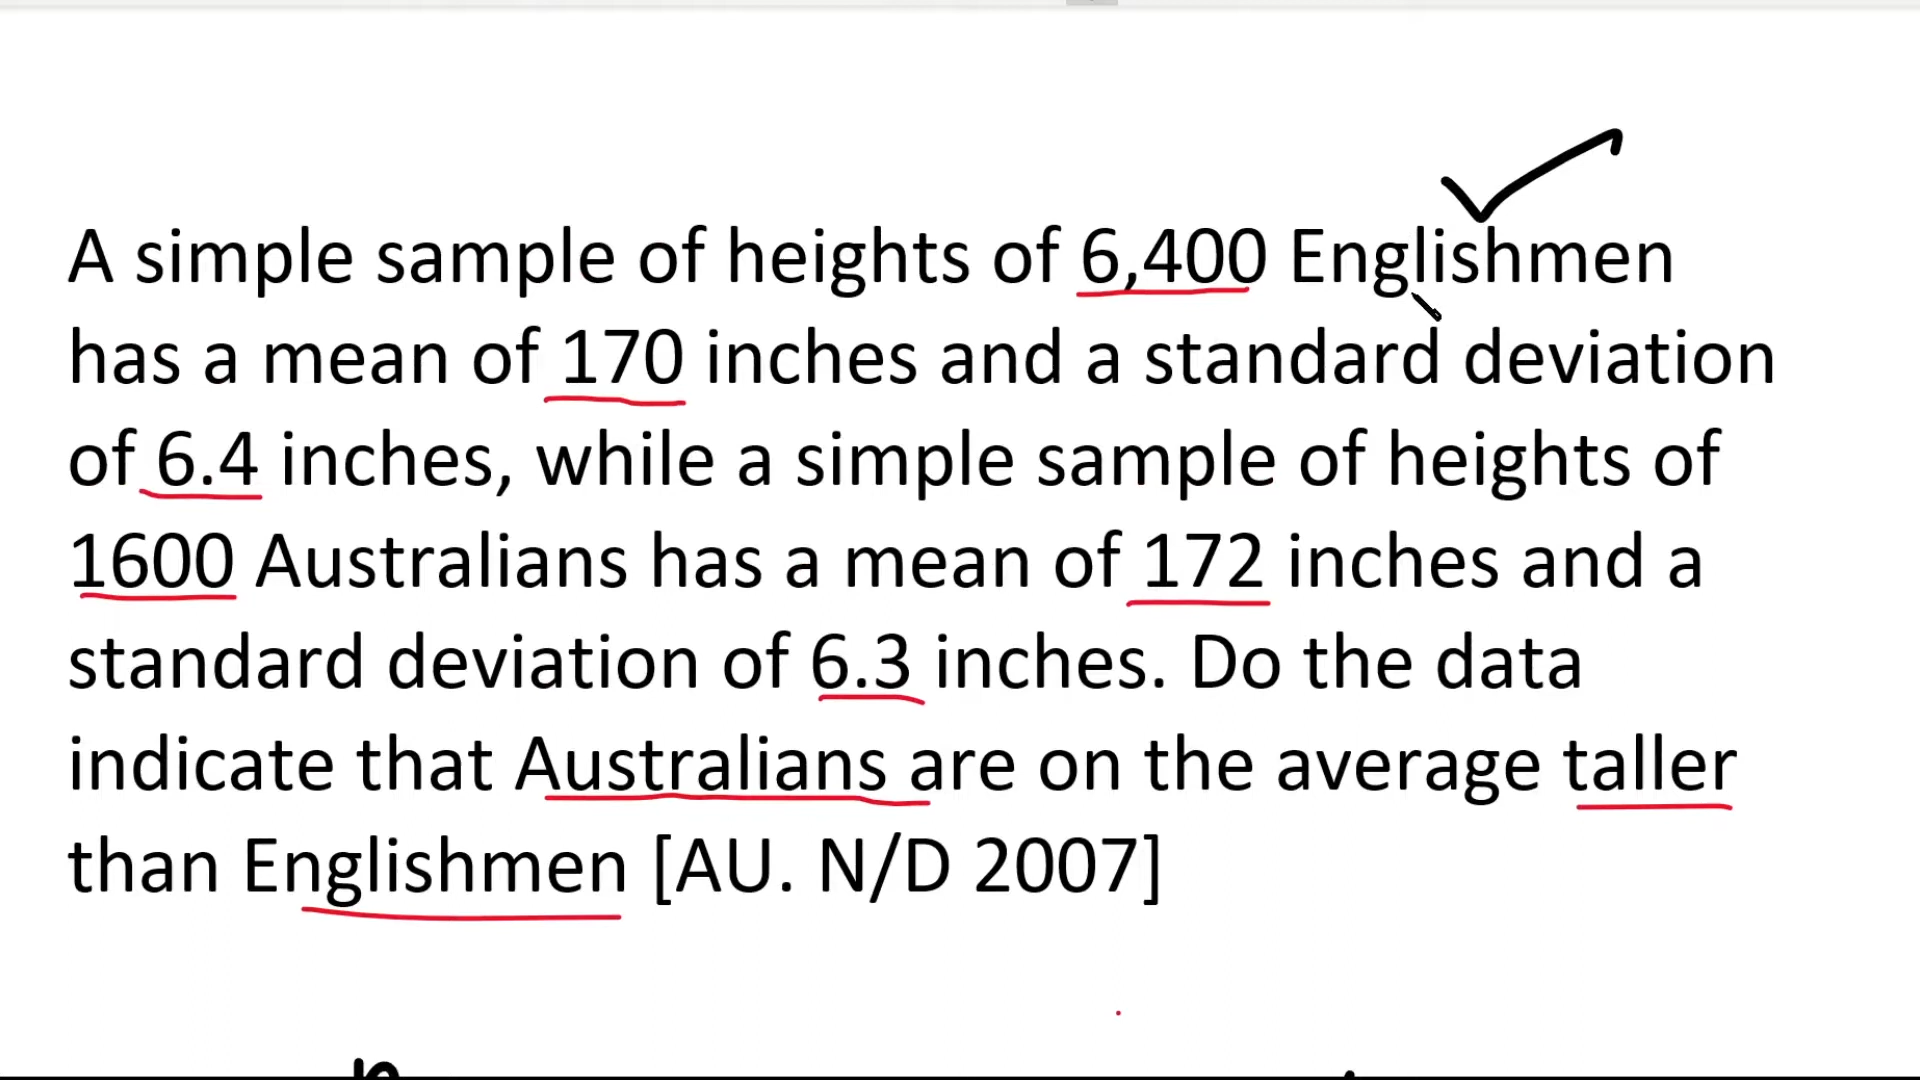 A simple sample of heights of 6,400 Englishmen
has a mean of 170 inches and a standard deviation
of 6.4 inches, while a simple sample of heights of
1600 Australians has a mean of 172 inches and a
standard deviation of 6.3 inches. Do the data
indicate that Australians are on the average taller
than Englishmen [AU. N/D 2007]